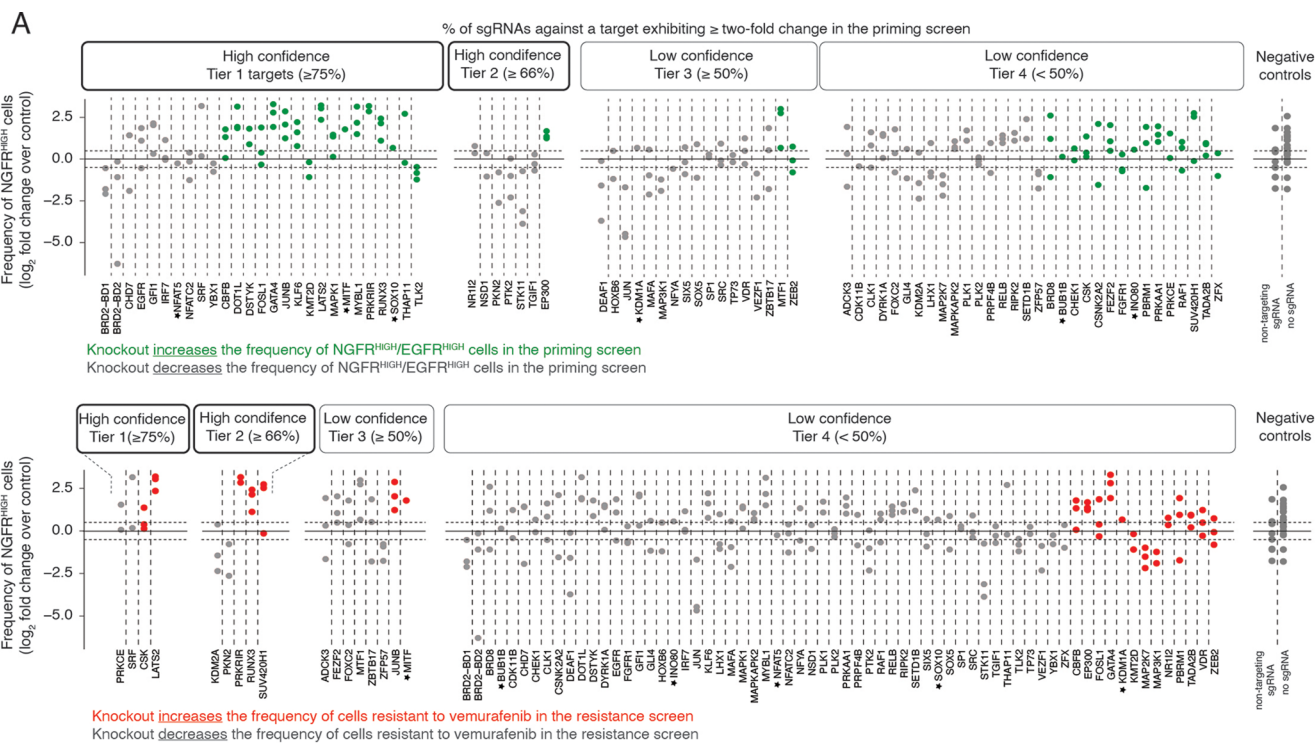 A
% of sgRNAs against a target exhibiting ≥ two-fold change in the priming screen
High confidence
Tier 1 targets (≥75%)
High condifence
Tier 2 (≥ 66%)
Low confidence
Tier 3 (≥ 50%)
Low confidence
Tier 4 (< 50%)
Negative
controls
Frequency of NGFRHIGH cells
(log2 fold change over control)
2.5
0.0
−2.5
−5.0
BRD2-BD1
BRD2-BD2
CHD7
EGFR
GFI1
IRF7
★NFAT5
NFATC2
SRF
YBX1
CBFB
DOT1L
DSTYK
FOSL1
GATA4
JUNB
KLF6
KMT2D
LATS2
MAPK1
★MITF
MYBL1
PRKRIR
RUNX3
★SOX10
THAP11
TLK2
NR1I2
NSD1
PKN2
PTK2
STK11
TGIF1
EP300
DEAF1
HOXB6
JUN
★KDM1A
MAFA
MAP3K1
NFYA
SIX5
SOX5
SP1
SRC
TP73
VDR
VEZF1
ZBTB17
MTF1
ZEB2
ADCK3
CDK11B
CLK1
DYRK1A
FOXC2
GLI4
KDM2A
LHX1
MAP2K7
MAPKAPK2
PLK1
PLK2
PRPF4B
RELB
RIPK2
SETD1B
ZFP57
BRD8
★BUB1B
CHEK1
CSK
CSNK2A2
FEZF2
FGFR1
★INO80
PBRM1
PRKAA1
PRKCE
RAF1
SUV420H1
TADA2B
ZFX
non-targeting
sgRNA
no sgRNA
Knockout increases the frequency of NGFRHIGH/EGFRHIGH cells in the priming screen
Knockout decreases the frequency of NGFRHIGH/EGFRHIGH cells in the priming screen
High confidence
Tier 1(≥75%)
High condifence
Tier 2 (≥ 66%)
Low confidence
Tier 3 (≥ 50%)
Low confidence
Tier 4 (< 50%)
Negative
controls
Frequency of NGFRHIGH cells
(log2 fold change over control)
2.5
0.0
−2.5
−5.0
PRKCE
SRF
CSK
LATS2
KDM2A
PKN2
PRKRIR
RUNX3
SUV420H1
ADCK3
FEZF2
FOXC2
MTF1
ZBTB17
ZFP57
JUNB
★MITF
BRD2-BD1
BRD2-BD2
BRD8
★BUB1B
CDK11B
CHD7
CHEK1
CLK1
CSNK2A2
DEAF1
DOT1L
DSTYK
DYRK1A
EGFR
FGFR1
GFI1
GLI4
HOXB6
★INO80
IRF7
JUN
KLF6
LHX1
MAFA
MAPK1
MAPKAPK2
MYBL1
★NFAT5
NFATC2
NFYA
NSD1
PLK1
PLK2
PRKAA1
PRPF4B
PTK2
RAF1
RELB
RIPK2
SETD1B
SIX5
★SOX10
SOX5
SP1
SRC
STK11
TGIF1
THAP11
TLK2
TP73
VEZF1
YBX1
ZFX
CBFB
EP300
FOSL1
GATA4
★KDM1A
KMT2D
MAP2K7
MAP3K1
NR1I2
PBRM1
TADA2B
VDR
ZEB2
non-targeting
sgRNA
no sgRNA
Knockout increases the frequency of cells resistant to vemurafenib in the resistance screen
Knockout decreases the frequency of cells resistant to vemurafenib in the resistance screen